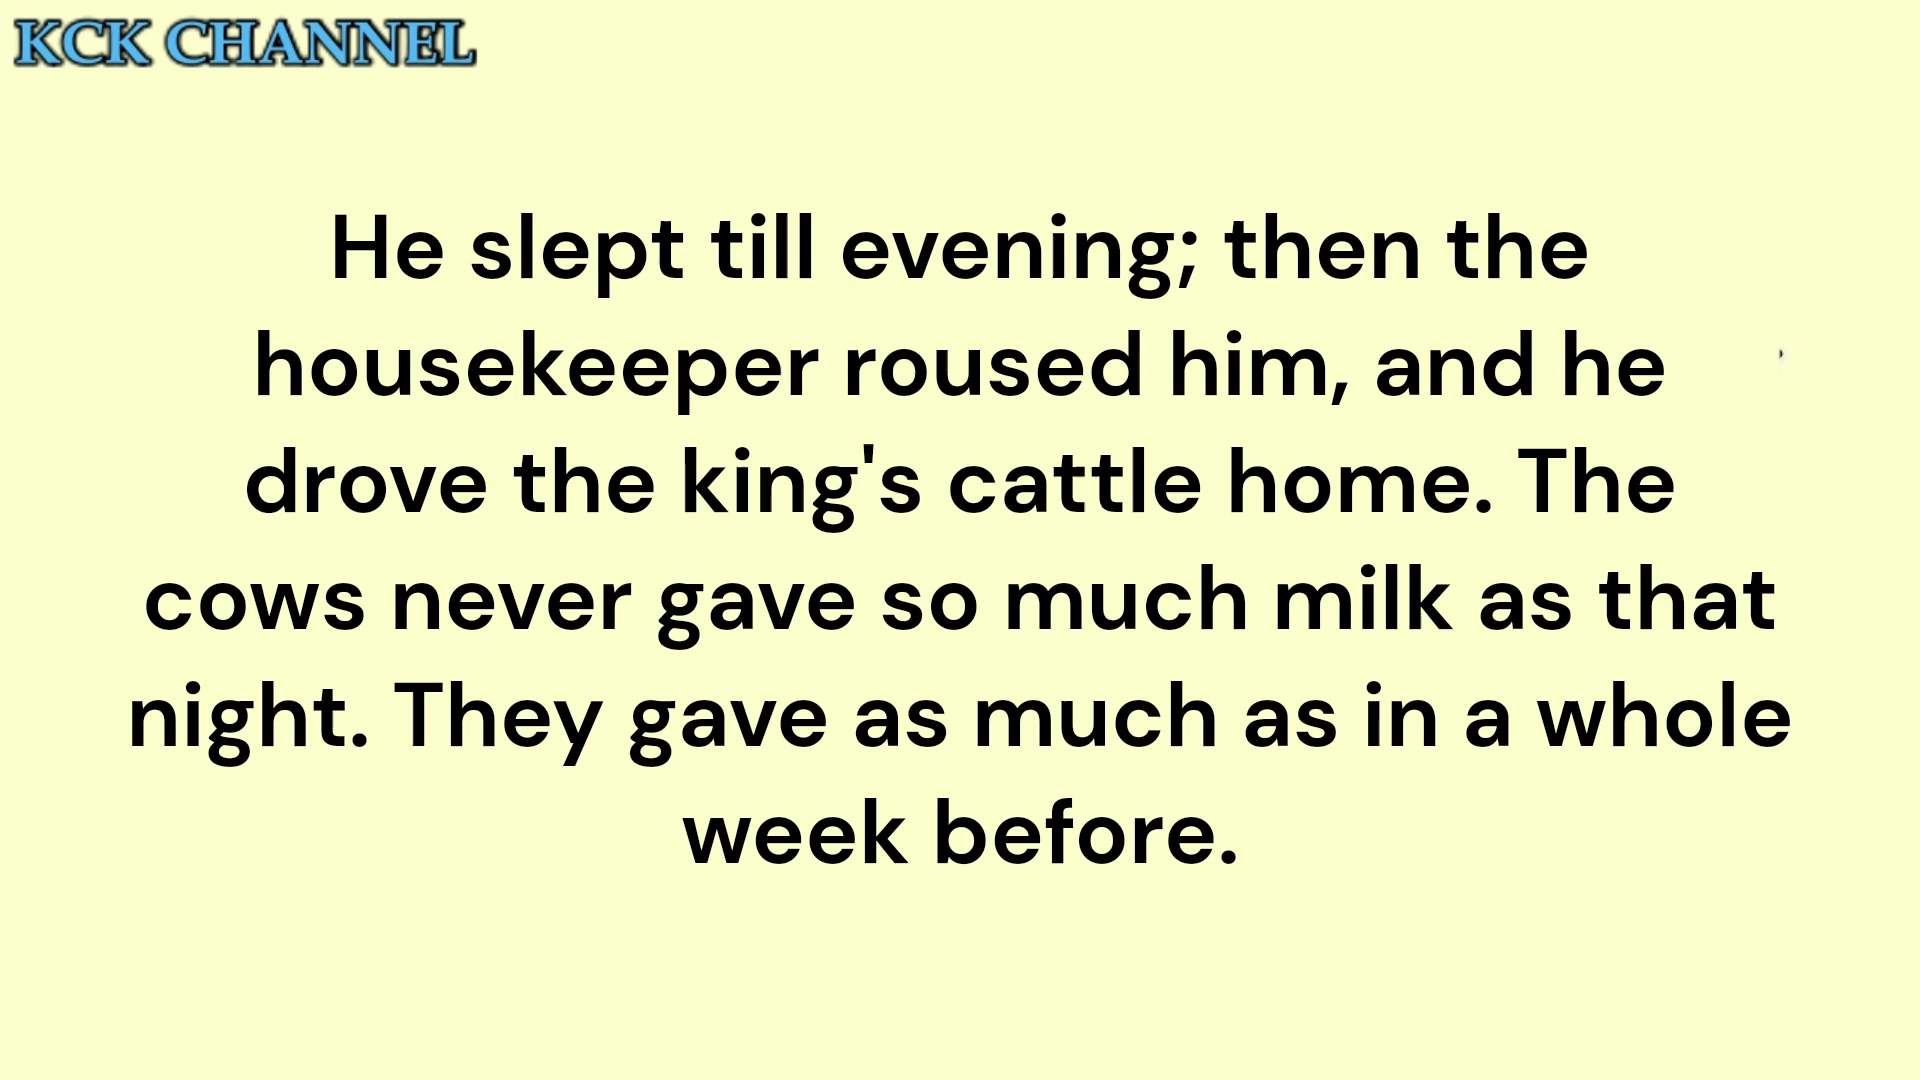 KCK CHANNEL
He slept till evening; then the
housekeeper roused him, and he
drove the king's cattle home. The
cows never gave so much milk as that
night. They gave as much as in a whole
week before.